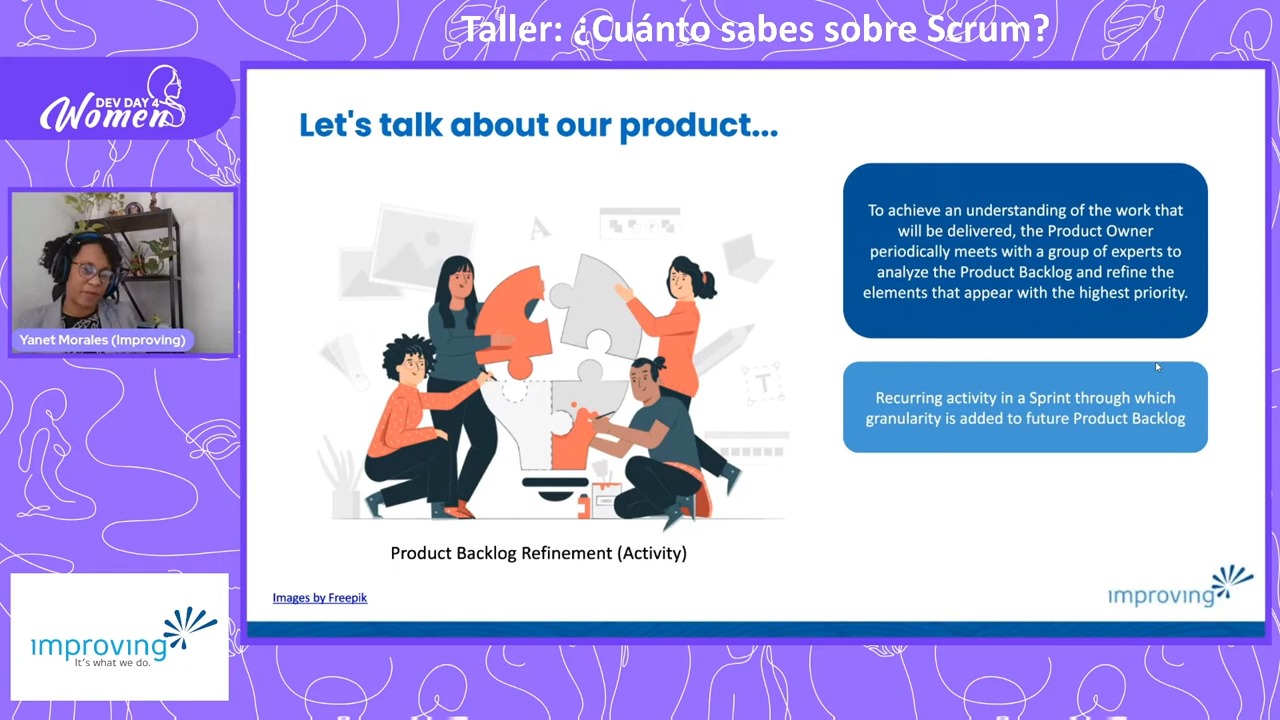 Taller: ¿Cuánto sabes sobre Scrum?
DEV DAY 4
Women
Let's talk about our product...
To achieve an understanding of the work that
will be delivered, the Product Owner
periodically meets with a group of experts to
analyze the Product Backlog and refine the
elements that appear with the highest priority.
A
T
Yanet Morales (Improving)
Recurring activity in a Sprint through which
granularity is added to future Product Backlog
Product Backlog Refinement (Activity)
Images by Freepik
improving
improving
It's what we do.